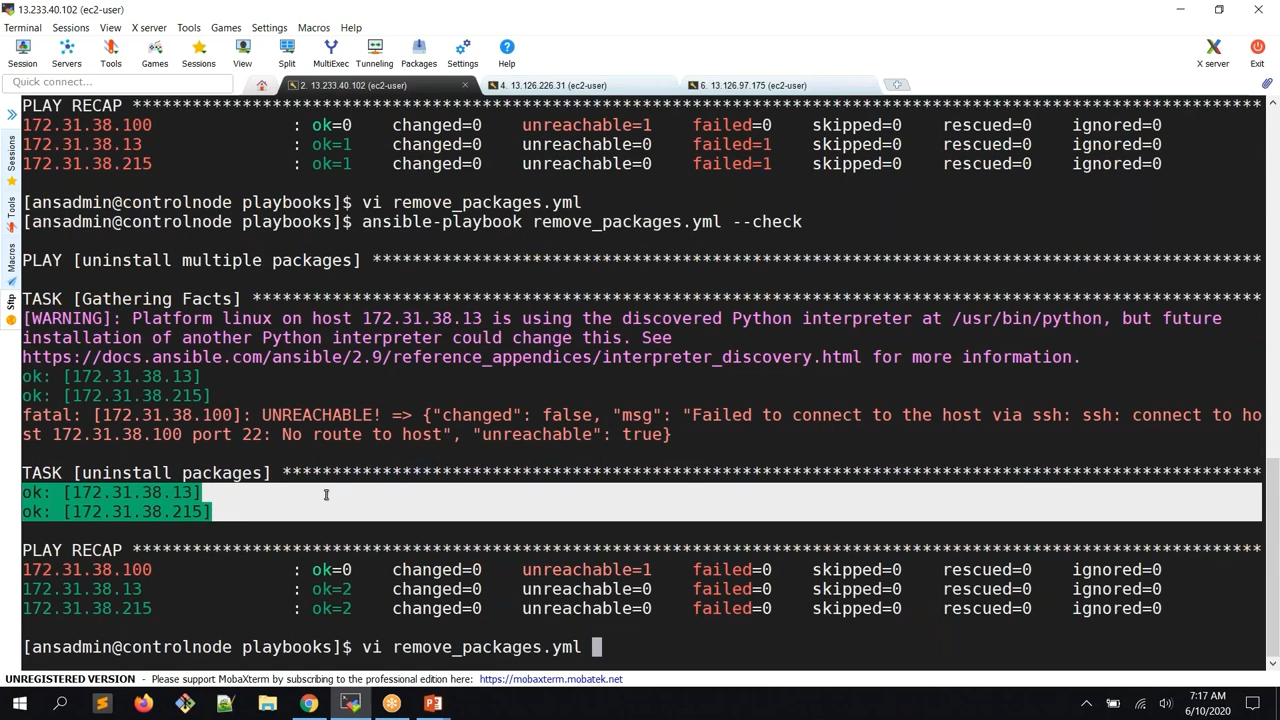 13.233.40.102 (ec2-user)
Terminal Sessions View X server Tools Games Settings Macros Help
Session Servers Tools Games Sessions View Split MultiExec Tunneling Packages Settings Help X server Exit
Quick connect... 2. 13.233.40.102 (ec2-user) 4. 13.126.226.31 (ec2-user) 6. 13.126.97.175 (ec2-user)
Sessions
Tools
Macros
Sftp
PLAY RECAP *********************************************************************************************************
172.31.38.100 : ok=0 changed=0 unreachable=1 failed=0 skipped=0 rescued=0 ignored=0
172.31.38.13 : ok=1 changed=0 unreachable=0 failed=1 skipped=0 rescued=0 ignored=0
172.31.38.215 : ok=1 changed=0 unreachable=0 failed=1 skipped=0 rescued=0 ignored=0
[ansadmin@controlnode playbooks]$ vi remove_packages.yml
[ansadmin@controlnode playbooks]$ ansible-playbook remove_packages.yml --check
PLAY [uninstall multiple packages] *************************************************************************************
TASK [Gathering Facts] *************************************************************************************************
[WARNING]: Platform linux on host 172.31.38.13 is using the discovered Python interpreter at /usr/bin/python, but future
installation of another Python interpreter could change this. See
https://docs.ansible.com/ansible/2.9/reference_appendices/interpreter_discovery.html for more information.
ok: [172.31.38.13]
ok: [172.31.38.215]
fatal: [172.31.38.100]: UNREACHABLE! => {"changed": false, "msg": "Failed to connect to the host via ssh: ssh: connect to ho
st 172.31.38.100 port 22: No route to host", "unreachable": true}
TASK [uninstall packages] **********************************************************************************************
ok: [172.31.38.13]
ok: [172.31.38.215]
PLAY RECAP *********************************************************************************************************
172.31.38.100 : ok=0 changed=0 unreachable=1 failed=0 skipped=0 rescued=0 ignored=0
172.31.38.13 : ok=2 changed=0 unreachable=0 failed=0 skipped=0 rescued=0 ignored=0
172.31.38.215 : ok=2 changed=0 unreachable=0 failed=0 skipped=0 rescued=0 ignored=0
[ansadmin@controlnode playbooks]$ vi remove_packages.yml
UNREGISTERED VERSION - Please support MobaXterm by subscribing to the professional edition here: https://mobaxterm.mobatek.net
7:17 AM
6/10/2020